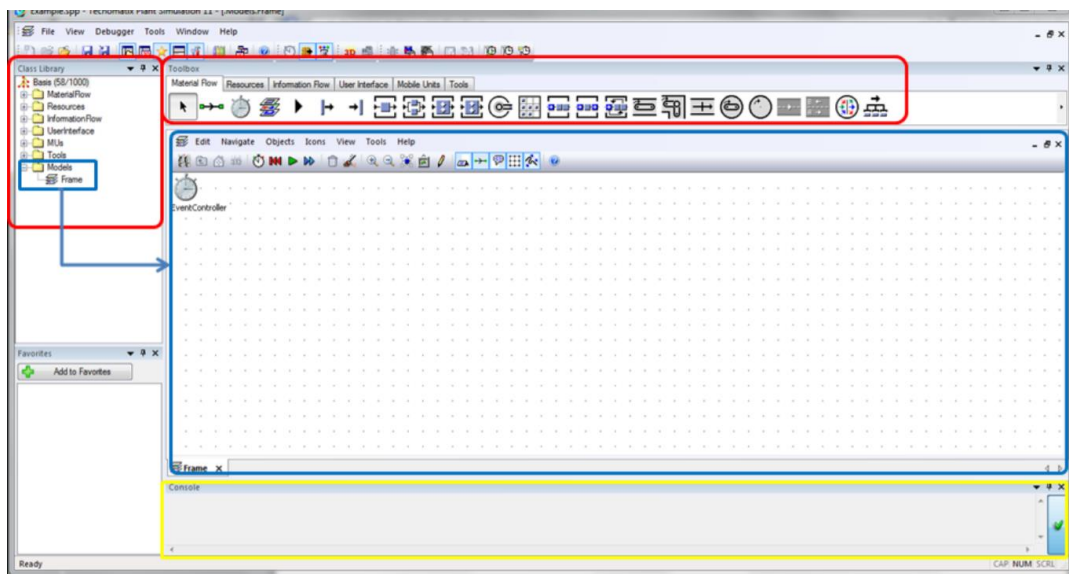 Example.spp - Tecnomatix Plant Simulation 11 - [.Models.Frame]
File View Debugger Tools Window Help
Class Library
Basis (58/1000)
MaterialFlow
Resources
InformationFlow
UserInterface
MUs
Tools
Models
Frame
Toolbox
Material Flow Resources Information Flow User Interface Mobile Units Tools
Edit Navigate Objects Icons View Tools Help
EventController
Favorites
Add to Favorites
Frame
Console
Ready
CAP NUM SCRL